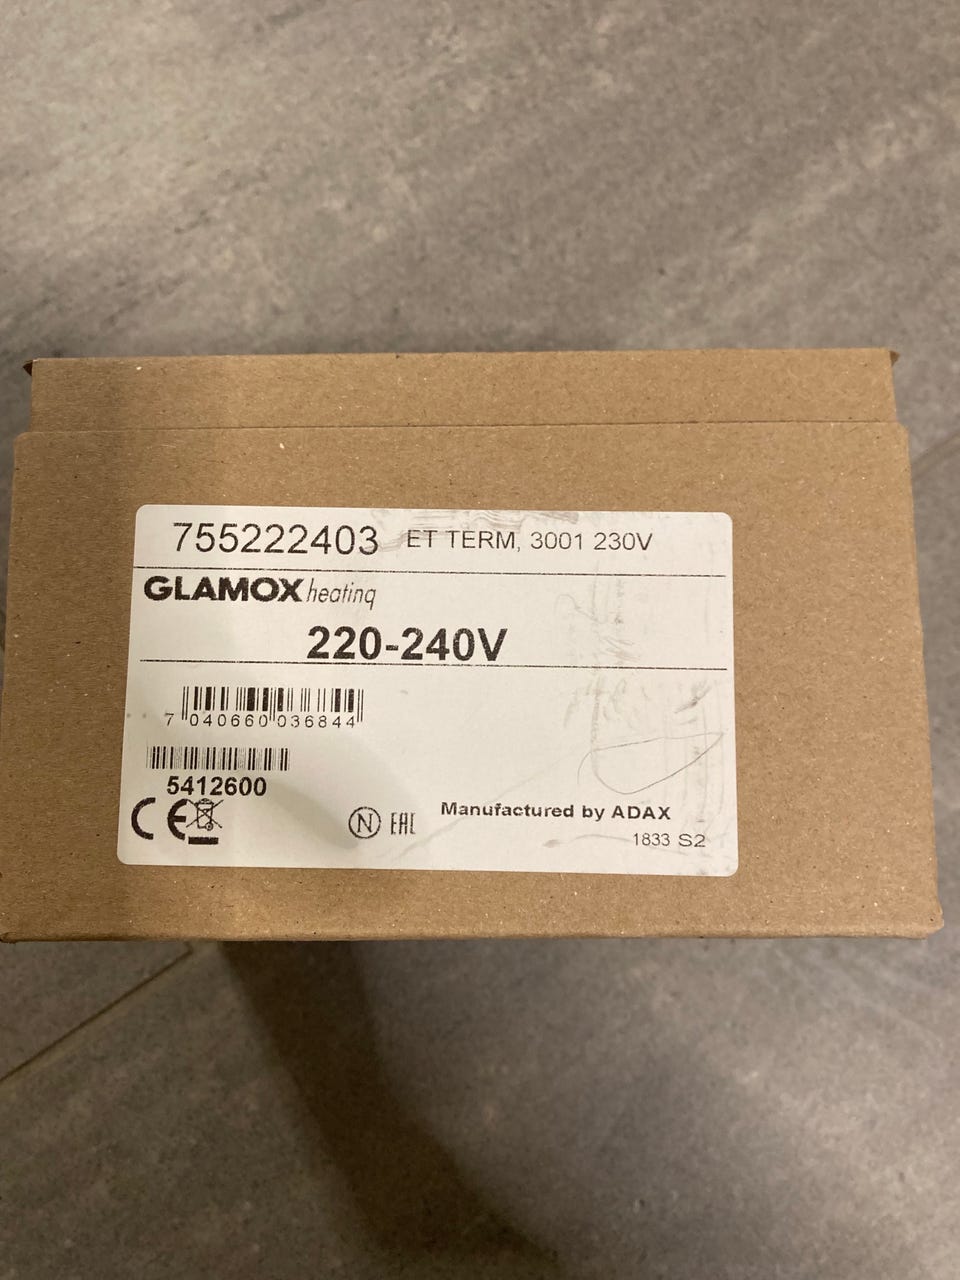 755222403 ET TERM, 3001 230V
GLAMOX heating
220-240V
7 040660 036844
5412600
CE N EAC
Manufactured by ADAX
1833 S2